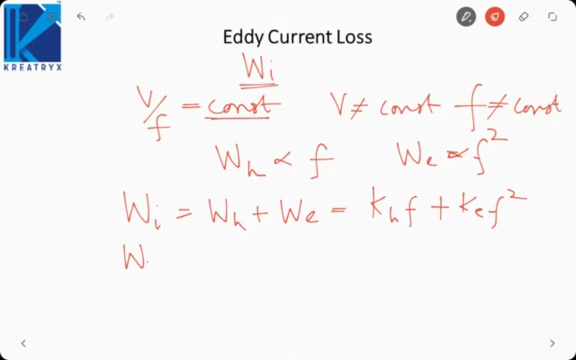 KREATRYX
Eddy Current Loss
Wi
V/f = const V ≠ const f ≠ const
Wh ∝ f We ∝ f²
Wi = Wh + We = Khf + Kef²
W